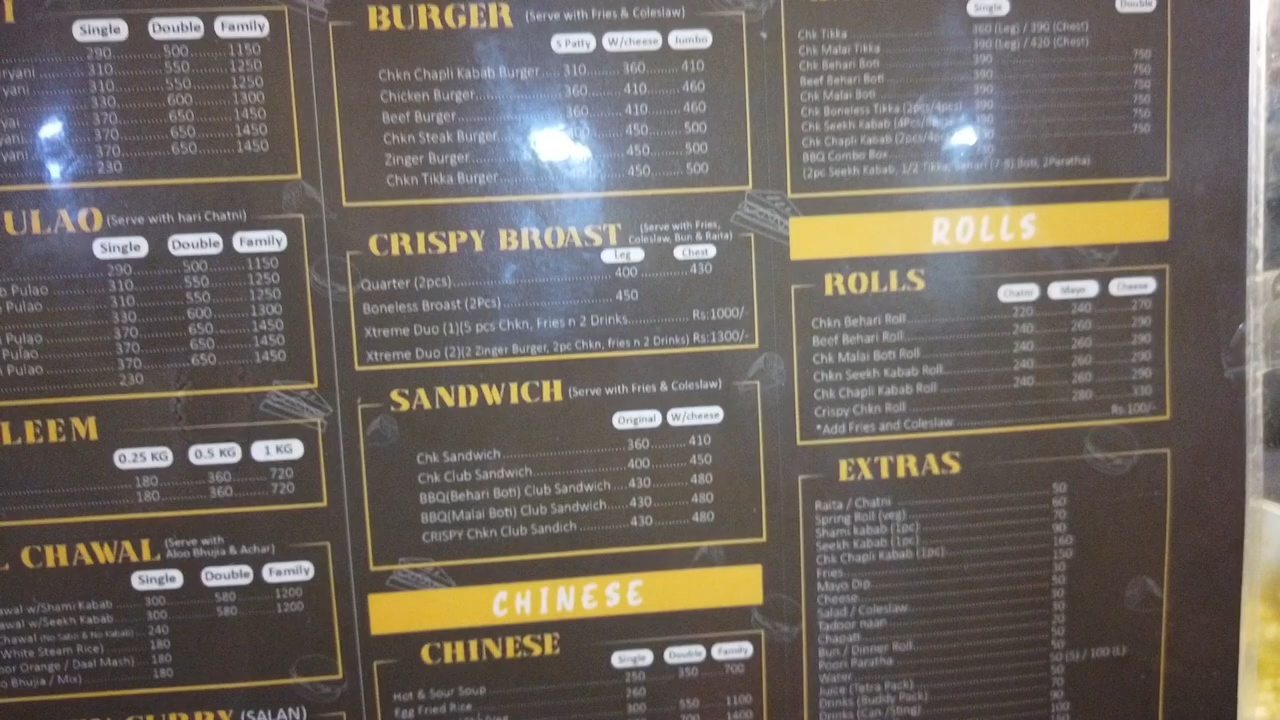 Single Double Family
290 500 1150
ryani 310 550 1250
yani 310 550 1250
330 600 1300
370 650 1450
650 1450
yani 370 650 1450
230
ULAO (Serve with hari Chatni)
Single Double Family
290 500 1150
Pulao 310 550 1250
Pulao 310 550 1250
330 600 1300
Pulao 370 650 1450
Pulao 370 650 1450
Pulao 370 650 1450
230
LEEM
0.25 KG 0.5 KG 1 KG
180 360 720
180 360 720
CHAWAL (Serve with
Aloo Bhujia & Achar)
Single Double Family
awal w/Shami Kabab 300 580 1200
awal w/Seekh Kabab 300 580 1200
Chawal 240
White Steam Rice) 180
or Orange / Daal Mash) 180
o Bhujia / Mix) 180
CURRY (SALAN)
BURGER (Serve with Fries & Coleslaw)
S Patty W/cheese Jumbo
Chkn Chapli Kabab Burger 310 360 410
Chicken Burger 360 410 460
Beef Burger 360 410 460
Chkn Steak Burger 450 500
Zinger Burger 450 500
Chkn Tikka Burger 450 500
CRISPY BROAST (Serve with Fries,
Coleslaw, Bun & Raita)
Leg Chest
Quarter (2pcs) 400 430
Boneless Broast (2Pcs) 450
Xtreme Duo (1)(5 pcs Chkn, Fries n 2 Drinks Rs:1000/-
Xtreme Duo (2)(2 Zinger Burger, 2pc Chkn, fries n 2 Drinks) Rs:1300/-
SANDWICH (Serve with Fries & Coleslaw)
Original W/cheese
Chk Sandwich 360 410
Chk Club Sandwich 400 450
BBQ(Behari Boti) Club Sandwich 430 480
BBQ(Malai Boti) Club Sandwich 430 480
CRISPY Chkn Club Sandich 430 480
CHINESE
CHINESE
Single Double Family
Hot & Sour Soup 250 350 700
Egg Fried Rice 260
300 550 1100
300 1400
Single Double
Chk Tikka 360 (Leg) / 390 (Chest)
Chk Malai Tikka 390 (Leg) / 420 (Chest)
Chk Behari Boti 390 750
Beef Behari Boti 390 750
Chk Malai Boti 390 750
Chk Boneless Tikka (2pcs/4pcs) 390 750
Chk Seekh Kabab (4Pcs 750
Chk Chapli Kabab (2pcs/4pcs) 750
BBQ Combo Box
(2pc Seekh Kabab, 1/2 Tikka, Behari (7-8) Boti, 2Paratha)
ROLLS
ROLLS
Chatni Mayo Cheese
Chkn Behari Roll 220 240 270
Beef Behari Roll 240 260 290
Chk Malai Boti Roll 240 260 290
Chkn Seekh Kabab Roll 240 260 290
Chk Chapli Kabab Roll 240 260 290
Crispy Chkn Roll 280 330
*Add Fries and Coleslaw Rs:100/-
EXTRAS
Raita / Chatni 50
Spring Roll (veg) 60
Shami kabab (1pc) 70
Seekh Kabab (1pc) 90
Chk Chapli Kabab (1pc) 160
Fries 150
Mayo Dip 30
Cheese 50
Salad / Coleslaw 50
Tadoor naan 30
Chapati 20
Bun / Dinner Roll 50
Poori Paratha 50
Water 50 (S) / 100 (L)
Juice (Tetra Pack) 50
Drinks (Buddy Pack) 70
Drinks (Can /Sting) 90